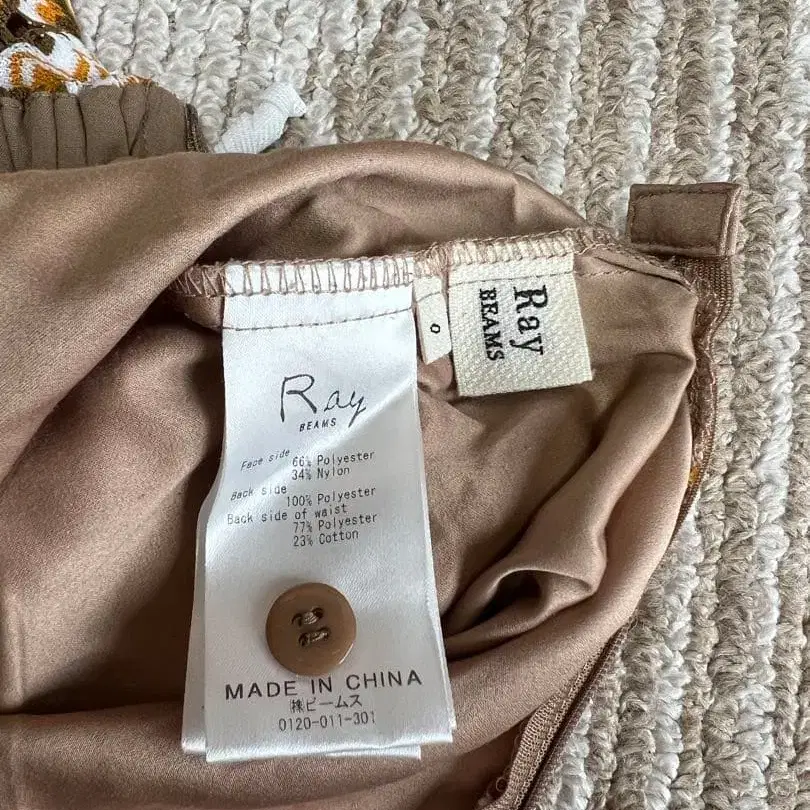 Ray
BEAMS
Face side
66% Polyester
34% Nylon
Back side
100% Polyester
Back side of waist
77% Polyester
23% Cotton
MADE IN CHINA
㈱ビームス
0120-011-301
0
Ray
BEAMS